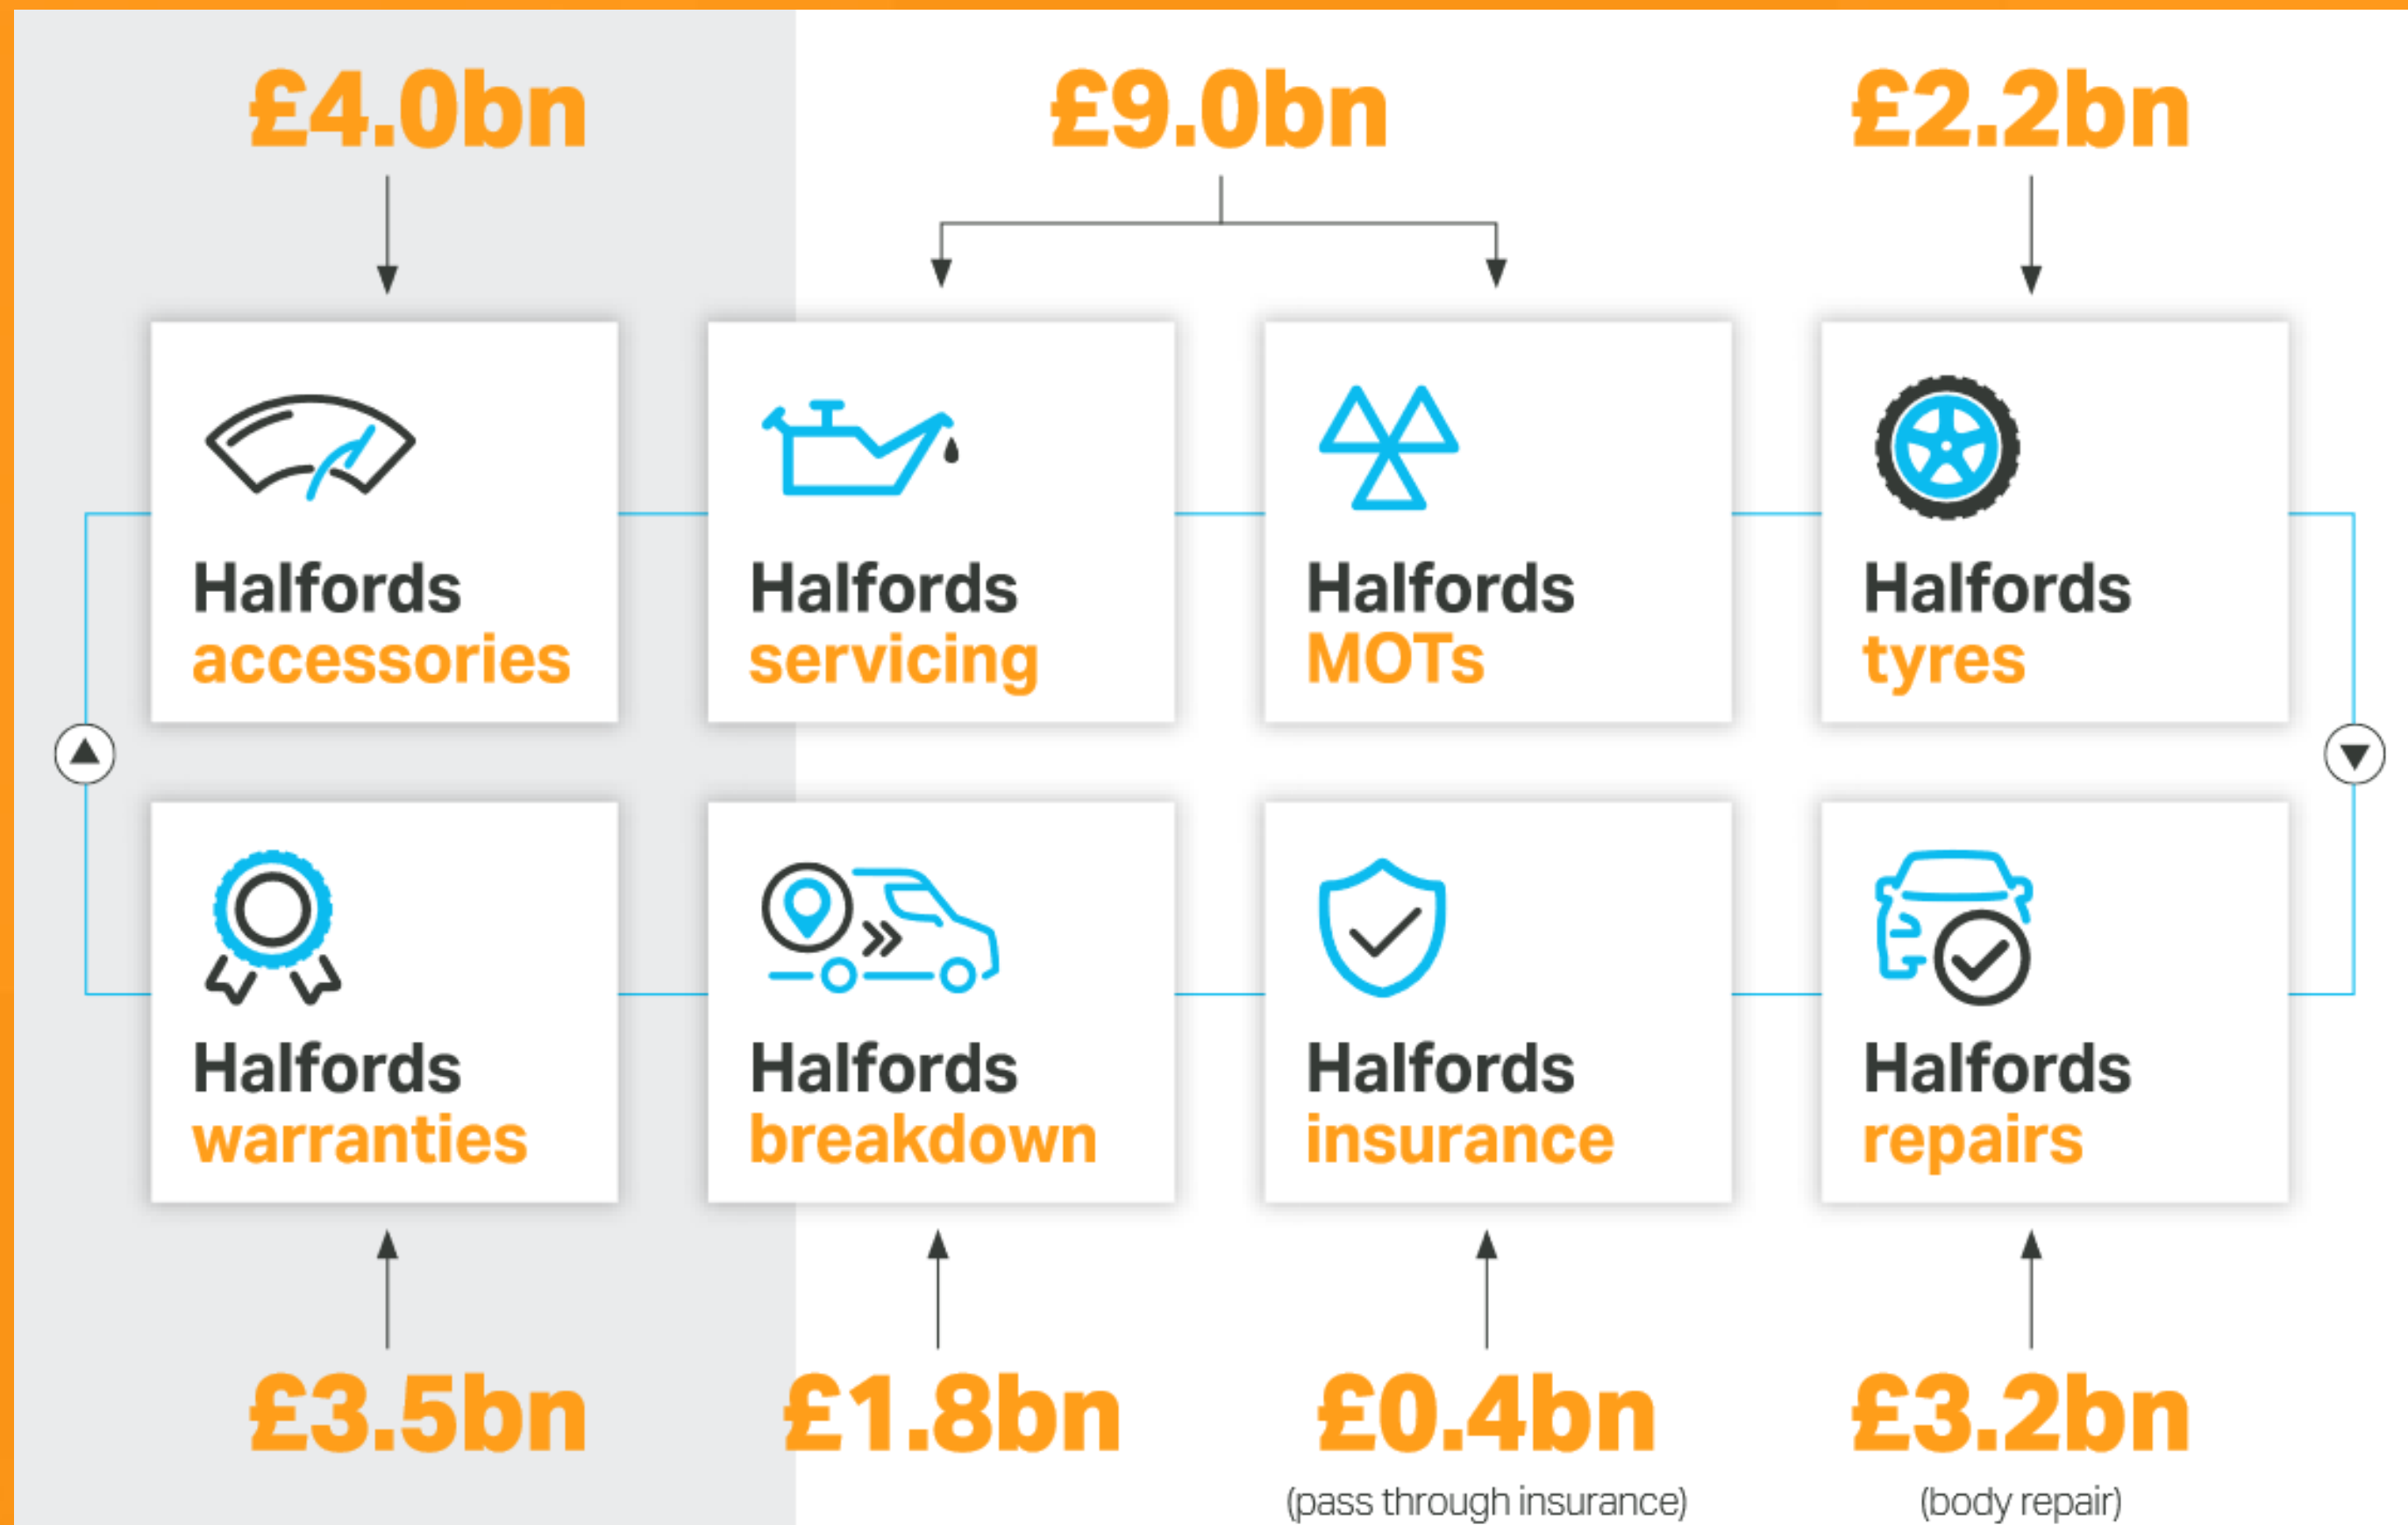 £4.0bn
£9.0bn
£2.2bn
Halfords
accessories
Halfords
servicing
Halfords
MOTs
Halfords
tyres
Halfords
warranties
Halfords
breakdown
Halfords
insurance
Halfords
repairs
£3.5bn
£1.8bn
£0.4bn
(pass through insurance)
£3.2bn
(body repair)